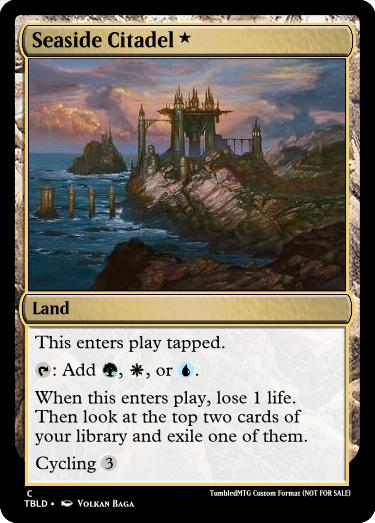 Seaside Citadel★
Land
This enters play tapped.
: Add , , or .
When this enters play, lose 1 life.
Then look at the top two cards of
your library and exile one of them.
Cycling 3
C
TBLD • Volkan Baga
TumbledMTG Custom Format (NOT FOR SALE)